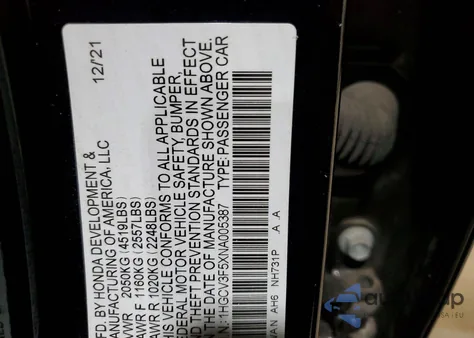 MFD. BY HONDA DEVELOPMENT & 12/21
MANUFACTURING OF AMERICA, LLC
GVWR 2050KG (4519LBS)
GAWR F 1160KG (2557LBS)
GAWR R 1020KG (2248LBS)
THIS VEHICLE CONFORMS TO ALL APPLICABLE
FEDERAL MOTOR VEHICLE SAFETY, BUMPER,
AND THEFT PREVENTION STANDARDS IN EFFECT
ON THE DATE OF MANUFACTURE SHOWN ABOVE.
TYPE:PASSENGER CAR
AH6 NH731P A A